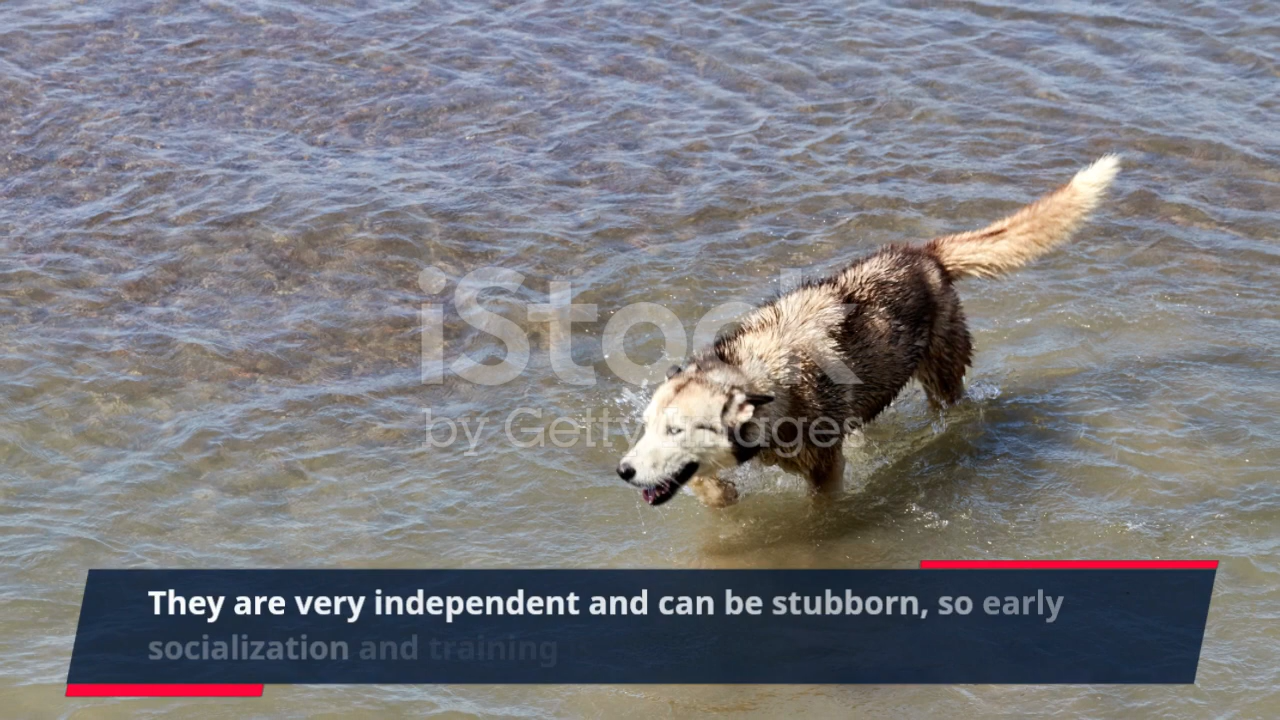 iStock
by Getty Images
They are very independent and can be stubborn, so early
socialization and training